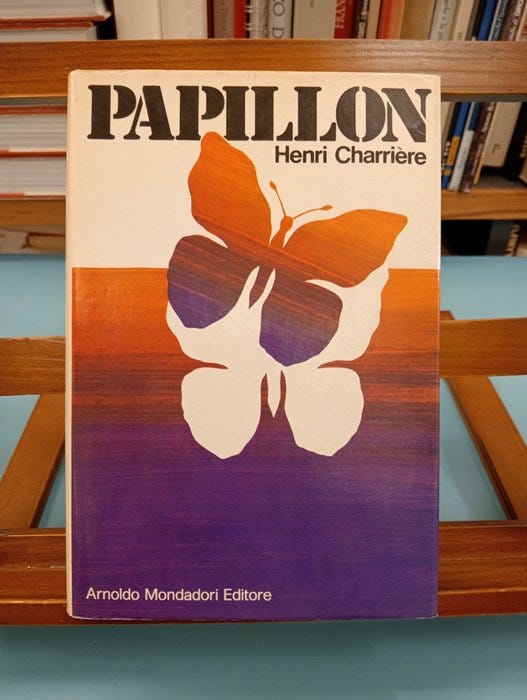 PAPILLON
Henri Charrière
Arnoldo Mondadori Editore